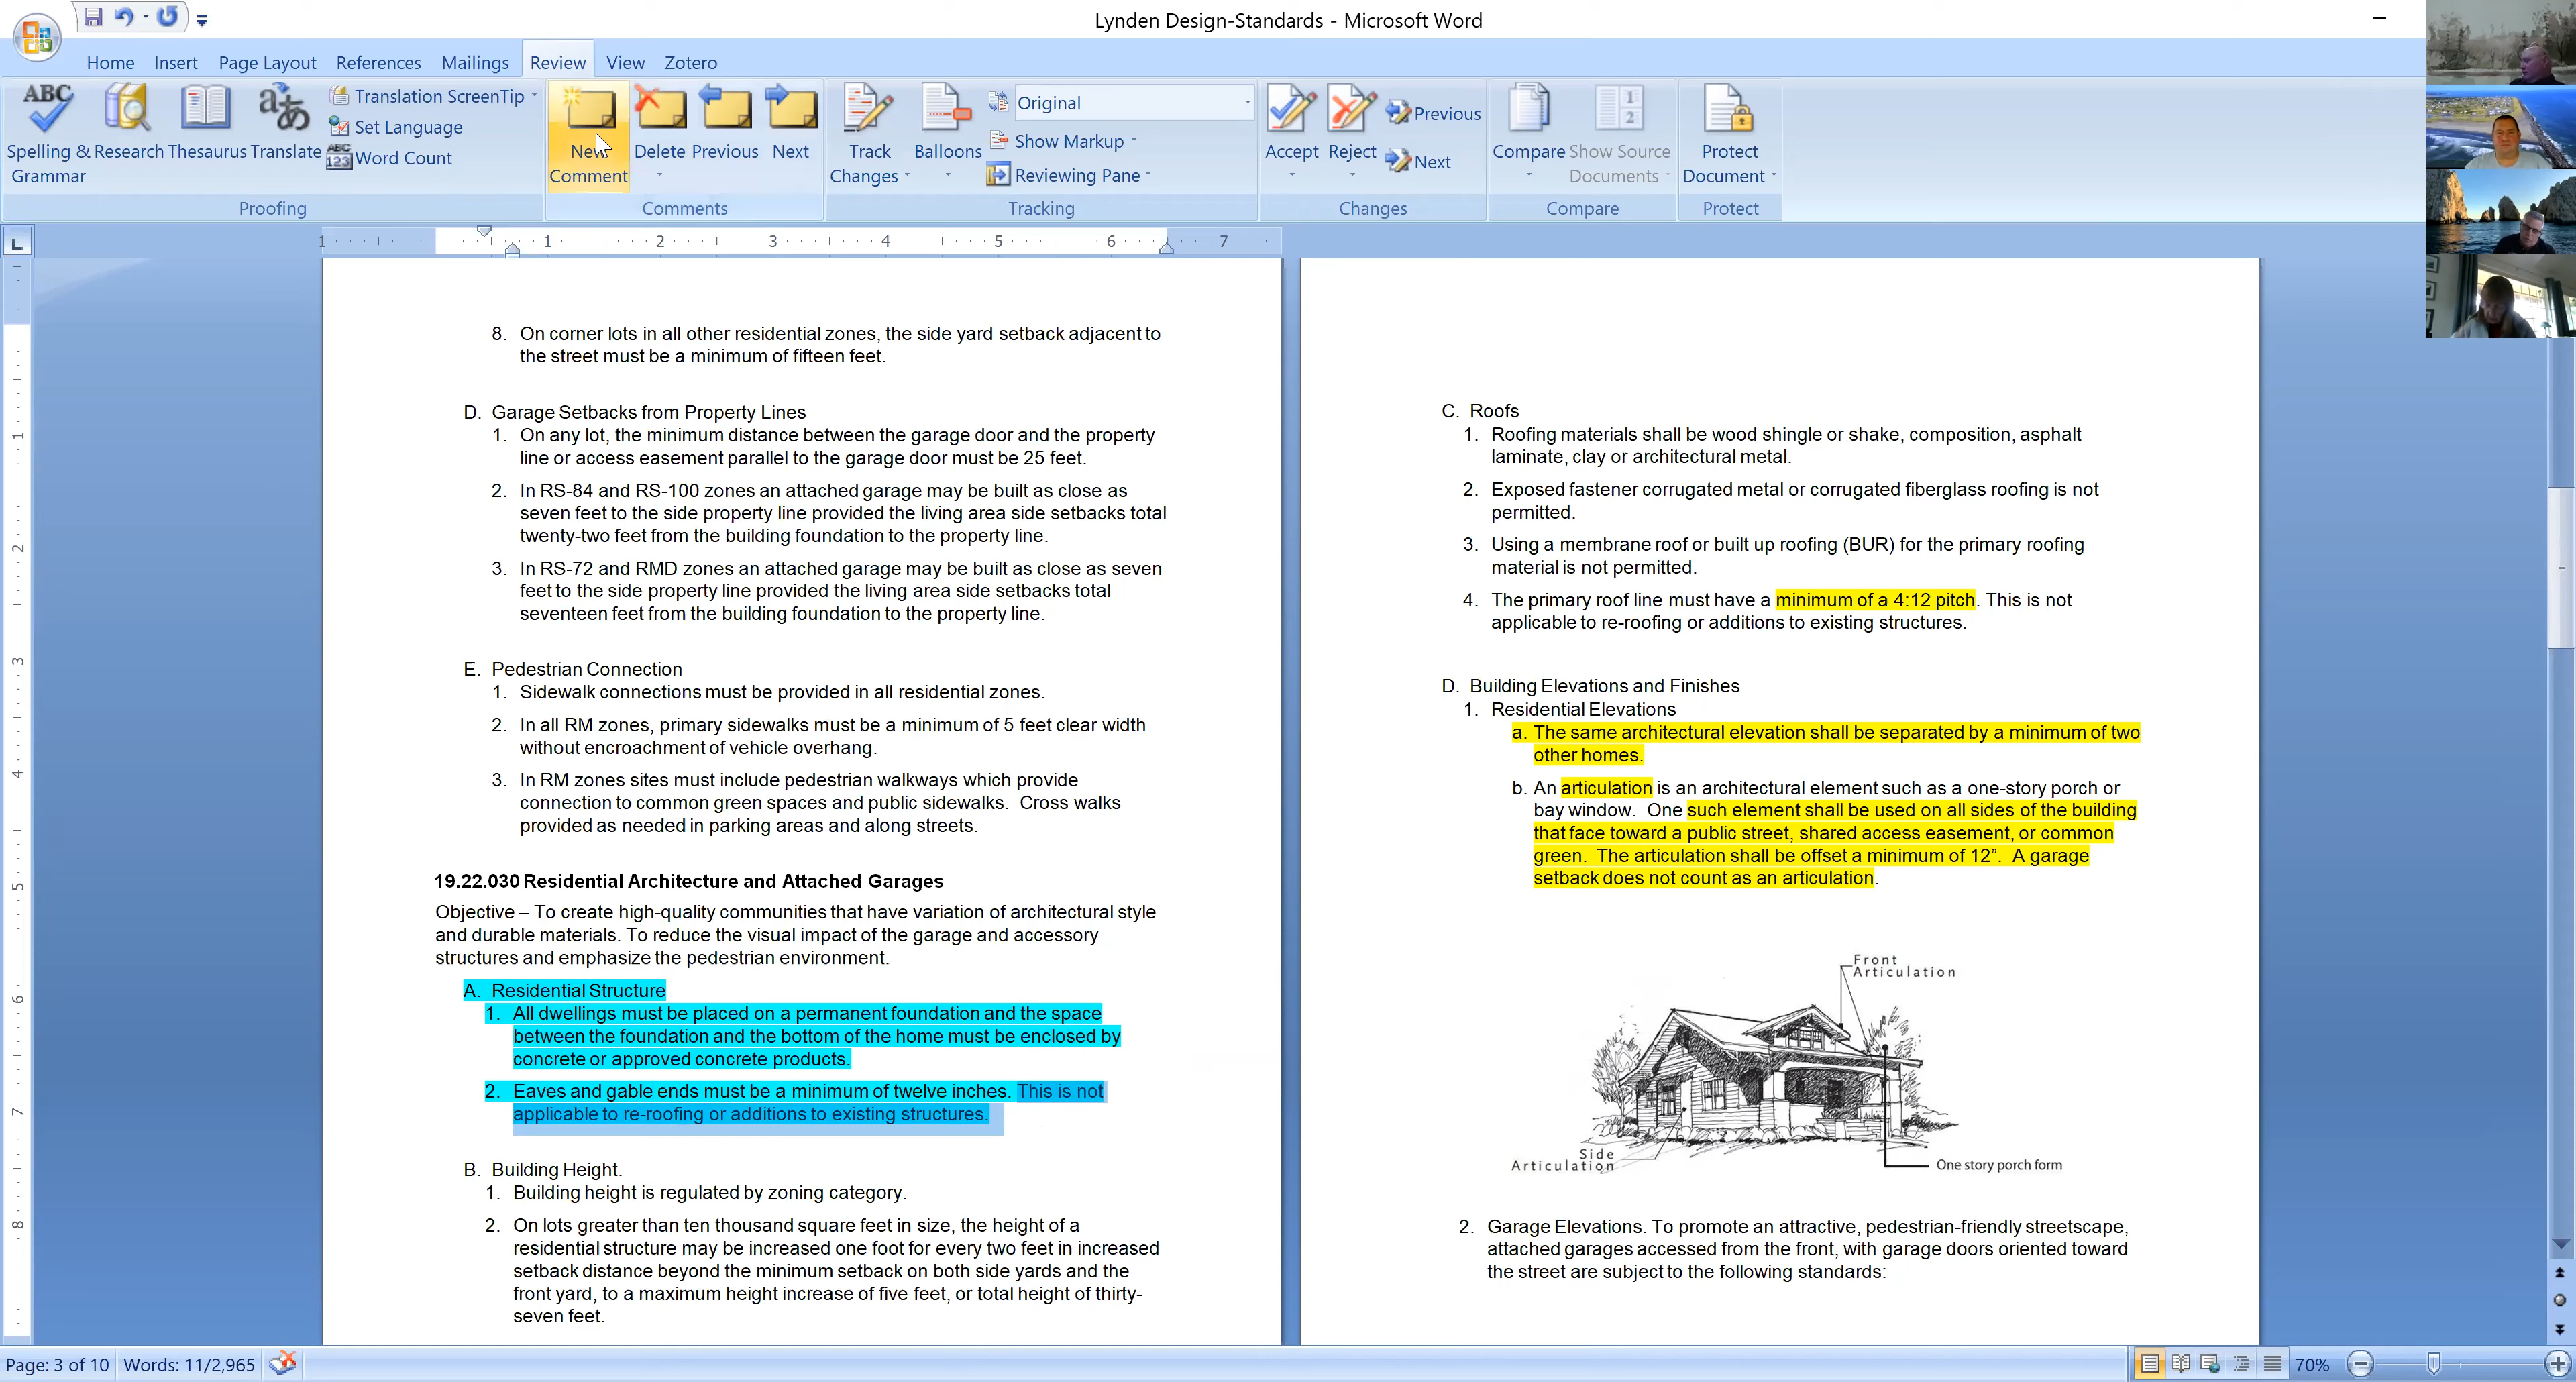 Lynden Design-Standards - Microsoft Word
Home Insert Page Layout References Mailings Review View Zotero
ABC
Spelling & Grammar
Research
Thesaurus
Translate
Translation ScreenTip
Set Language
ABC
123
Word Count
Proofing
New Comment
Delete
Previous
Next
Comments
Track Changes
Balloons
Original
Show Markup
Reviewing Pane
Tracking
Accept
Reject
Previous
Next
Changes
Compare
Show Source Documents
Compare
Protect Document
Protect
1 1 2 3 4 5 6 7
1
2
3
4
5
6
7
8
8. On corner lots in all other residential zones, the side yard setback adjacent to
the street must be a minimum of fifteen feet.
D. Garage Setbacks from Property Lines
1. On any lot, the minimum distance between the garage door and the property
line or access easement parallel to the garage door must be 25 feet.
2. In RS-84 and RS-100 zones an attached garage may be built as close as
seven feet to the side property line provided the living area side setbacks total
twenty-two feet from the building foundation to the property line.
3. In RS-72 and RMD zones an attached garage may be built as close as seven
feet to the side property line provided the living area side setbacks total
seventeen feet from the building foundation to the property line.
E. Pedestrian Connection
1. Sidewalk connections must be provided in all residential zones.
2. In all RM zones, primary sidewalks must be a minimum of 5 feet clear width
without encroachment of vehicle overhang.
3. In RM zones sites must include pedestrian walkways which provide
connection to common green spaces and public sidewalks. Cross walks
provided as needed in parking areas and along streets.
19.22.030 Residential Architecture and Attached Garages
Objective – To create high-quality communities that have variation of architectural style
and durable materials. To reduce the visual impact of the garage and accessory
structures and emphasize the pedestrian environment.
A. Residential Structure
1. All dwellings must be placed on a permanent foundation and the space
between the foundation and the bottom of the home must be enclosed by
concrete or approved concrete products.
2. Eaves and gable ends must be a minimum of twelve inches. This is not
applicable to re-roofing or additions to existing structures.
B. Building Height.
1. Building height is regulated by zoning category.
2. On lots greater than ten thousand square feet in size, the height of a
residential structure may be increased one foot for every two feet in increased
setback distance beyond the minimum setback on both side yards and the
front yard, to a maximum height increase of five feet, or total height of thirty-
seven feet.
C. Roofs
1. Roofing materials shall be wood shingle or shake, composition, asphalt
laminate, clay or architectural metal.
2. Exposed fastener corrugated metal or corrugated fiberglass roofing is not
permitted.
3. Using a membrane roof or built up roofing (BUR) for the primary roofing
material is not permitted.
4. The primary roof line must have a minimum of a 4:12 pitch. This is not
applicable to re-roofing or additions to existing structures.
D. Building Elevations and Finishes
1. Residential Elevations
a. The same architectural elevation shall be separated by a minimum of two
other homes.
b. An articulation is an architectural element such as a one-story porch or
bay window. One such element shall be used on all sides of the building
that face toward a public street, shared access easement, or common
green. The articulation shall be offset a minimum of 12”. A garage
setback does not count as an articulation.
Front
Articulation
Side
Articulation
One story porch form
2. Garage Elevations. To promote an attractive, pedestrian-friendly streetscape,
attached garages accessed from the front, with garage doors oriented toward
the street are subject to the following standards:
Page: 3 of 10 Words: 11/2,965 70%